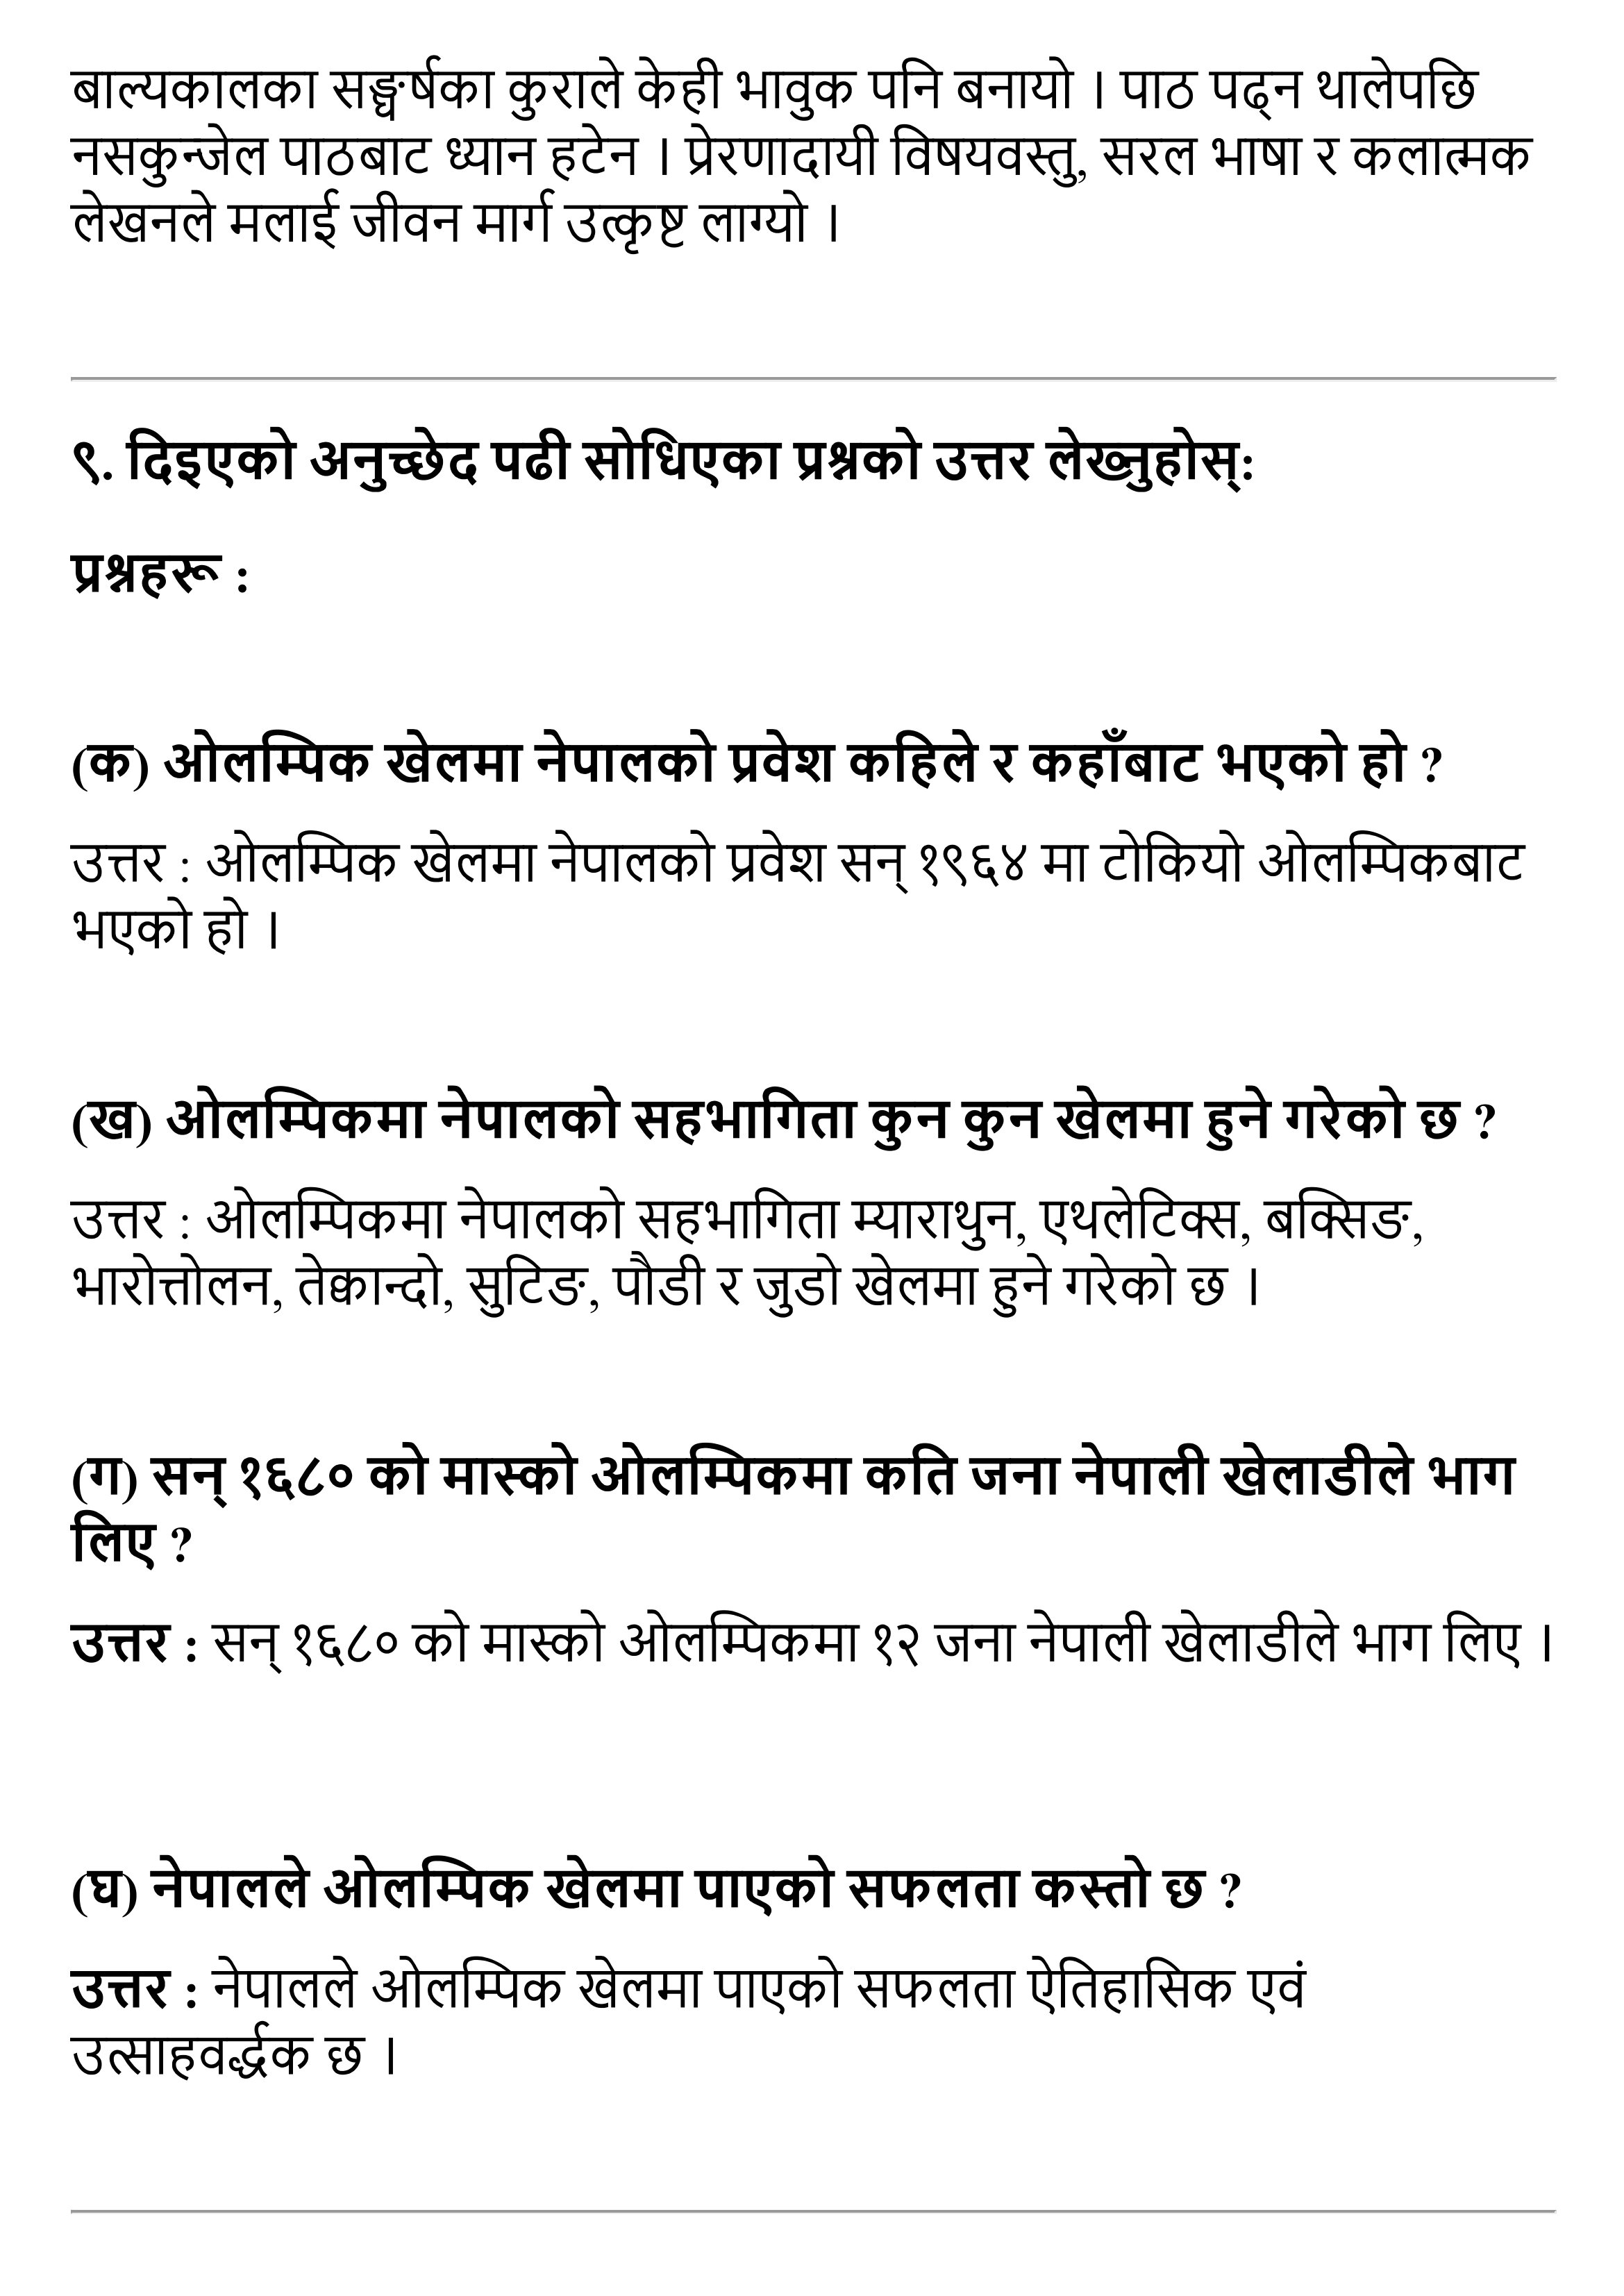 बाल्यकालका सङ्घर्षका कुराले केही भावुक पनि बनायो । पाठ पढ्न थालेपछि
नसकुन्जेल पाठबाट ध्यान हटेन । प्रेरणादायी विषयवस्तु, सरल भाषा र कलात्मक
लेखनले मलाई जीवन मार्ग उत्कृष्ट लाग्यो ।
९. दिइएको अनुच्छेद पढी सोधिएका प्रश्नको उत्तर लेख्नुहोस्:
प्रश्नहरू :
(क) ओलम्पिक खेलमा नेपालको प्रवेश कहिले र कहाँबाट भएको हो ?
उत्तर : ओलम्पिक खेलमा नेपालको प्रवेश सन् १९६४ मा टोकियो ओलम्पिकबाट
भएको हो ।
(ख) ओलम्पिकमा नेपालको सहभागिता कुन कुन खेलमा हुने गरेको छ ?
उत्तर : ओलम्पिकमा नेपालको सहभागिता म्याराथुन, एथलेटिक्स, बक्सिङ,
भारोत्तोलन, तेक्वान्दो, सुटिङ, पौडी र जुडो खेलमा हुने गरेको छ ।
(ग) सन् १६८० को मास्को ओलम्पिकमा कति जना नेपाली खेलाडीले भाग
लिए ?
उत्तर : सन् १६८० को मास्को ओलम्पिकमा १२ जना नेपाली खेलाडीले भाग लिए ।
(घ) नेपालले ओलम्पिक खेलमा पाएको सफलता कस्तो छ ?
उत्तर : नेपालले ओलम्पिक खेलमा पाएको सफलता ऐतिहासिक एवं
उत्साहवर्द्धक छ ।